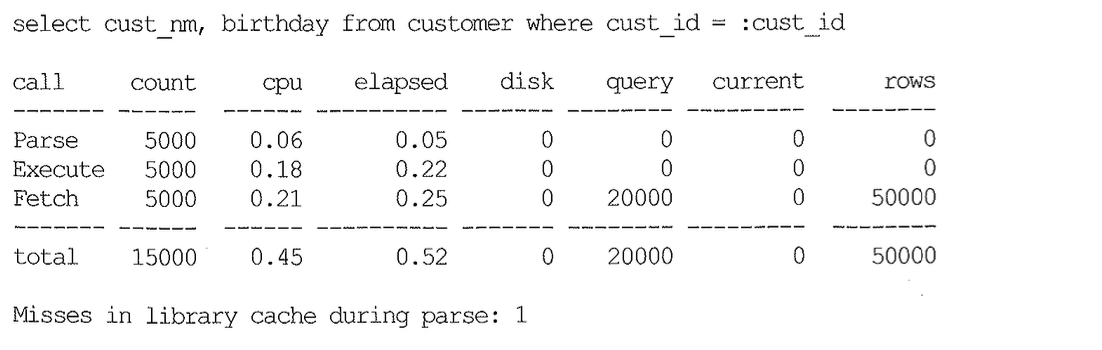 select cust_nm, birthday from customer where cust_id = :cust_id
call count cpu elapsed disk query current rows
------- ------ ------ ---------- ------- -------- --------- --------
Parse 5000 0.06 0.05 0 0 0 0
Execute 5000 0.18 0.22 0 0 0 0
Fetch 5000 0.21 0.25 0 20000 0 50000
------- ------ ------ ---------- ------- -------- --------- --------
total 15000 0.45 0.52 0 20000 0 50000
Misses in library cache during parse: 1